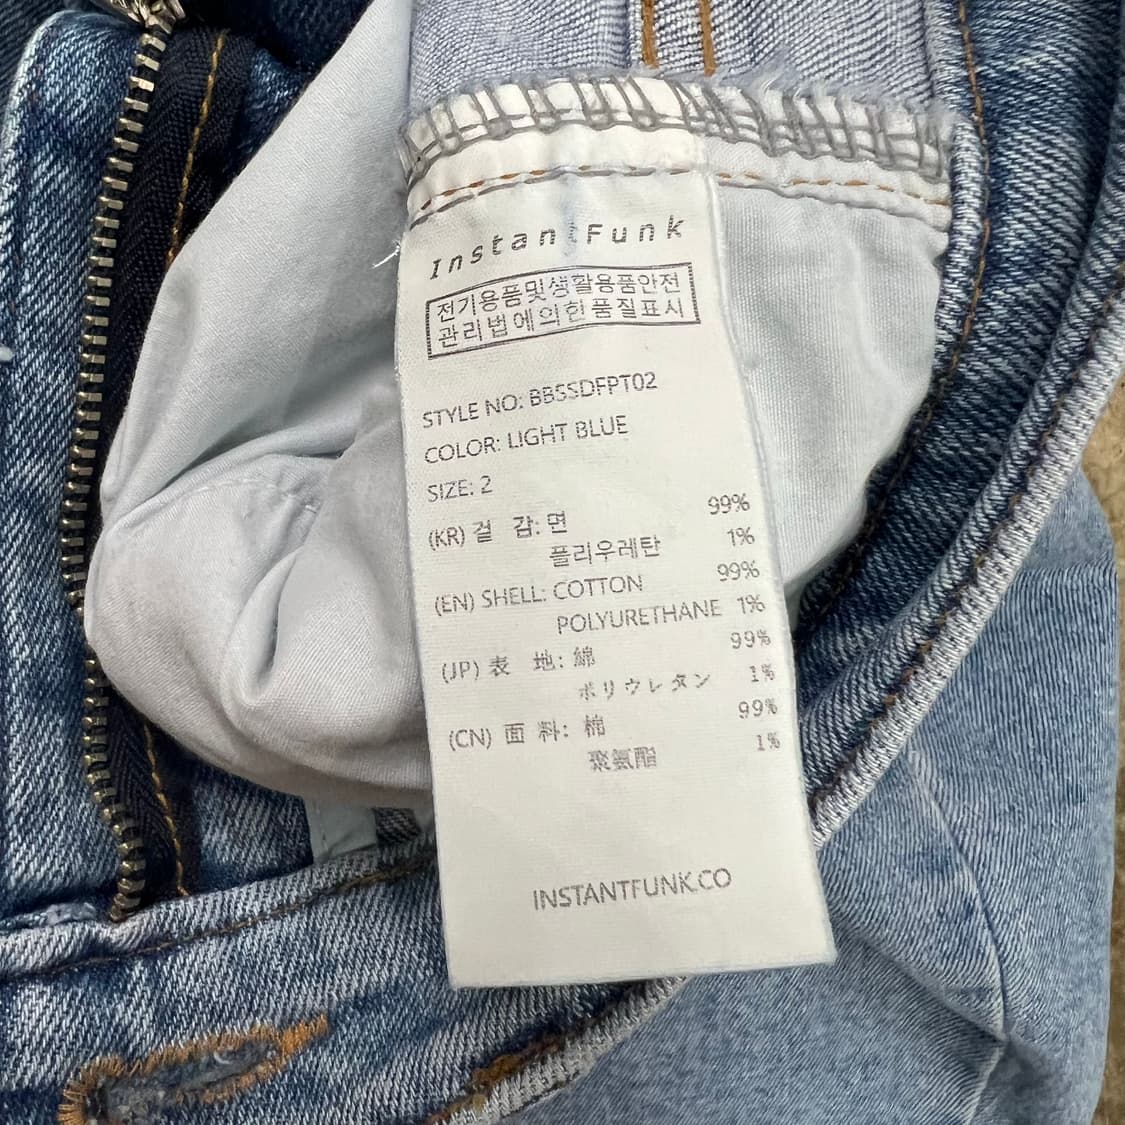 Instant Funk
전기용품및생활용품안전
관리법에의한품질표시
STYLE NO: BBSSDFPT02
COLOR: LIGHT BLUE
SIZE: 2
(KR) 겉 감: 면 99%
폴리우레탄 1%
(EN) SHELL: COTTON 99%
POLYURETHANE 1%
(JP) 表 地: 綿 99%
ポリウレタン 1%
(CN) 面 料: 棉 99%
聚氨酯 1%
INSTANTFUNK.CO